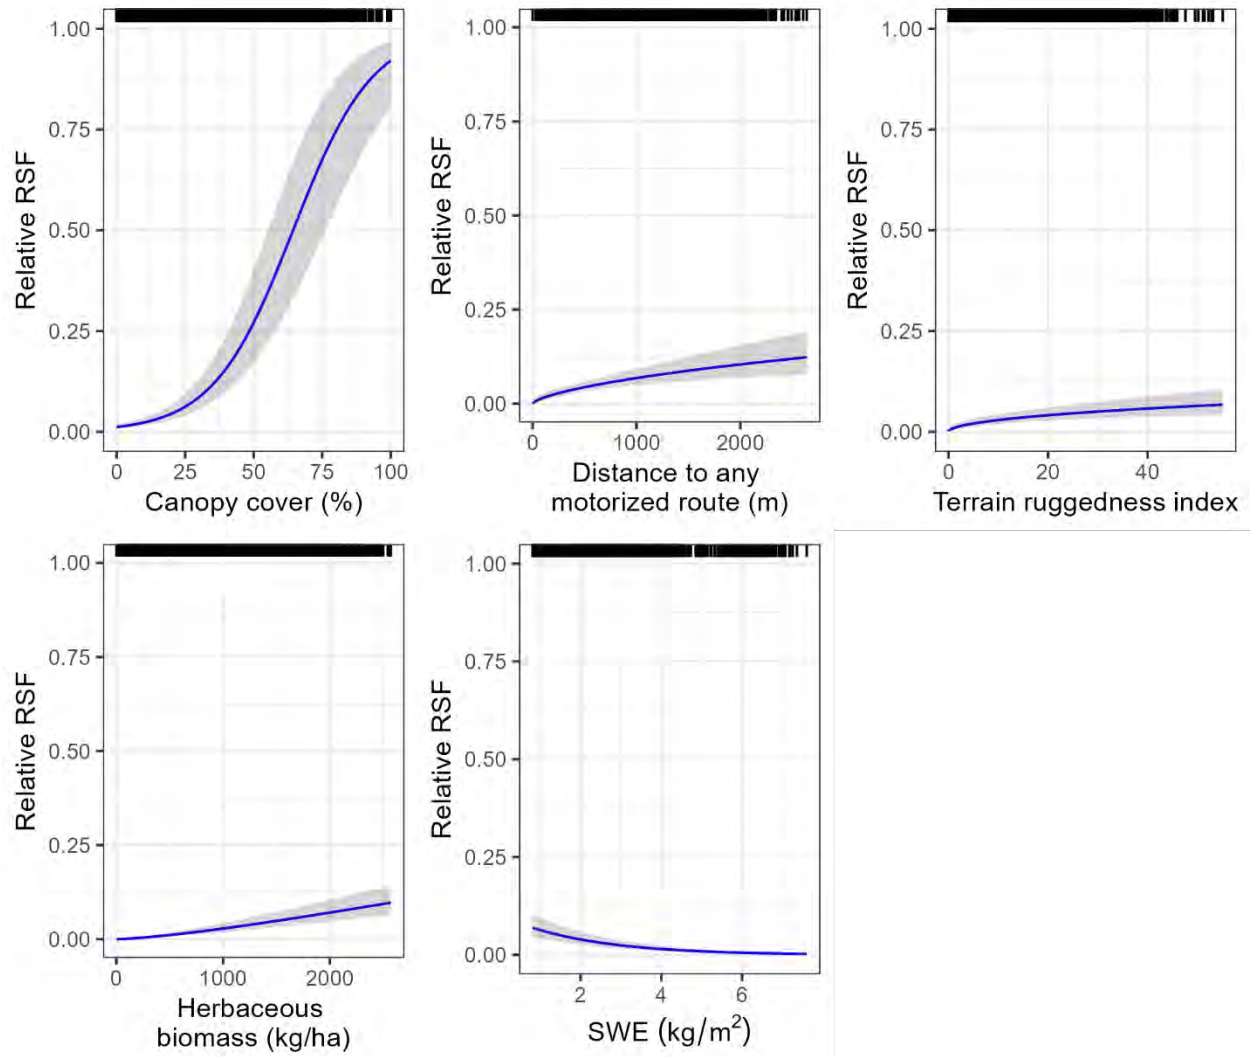 1.00
0.75
0.50
0.25
0.00
Relative RSF
0 25 50 75 100
Canopy cover (%)
1.00
0.75
0.50
0.25
0.00
Relative RSF
0 1000 2000
Distance to any
motorized route (m)
1.00
0.75
0.50
0.25
0.00
Relative RSF
0 20 40
Terrain ruggedness index
1.00
0.75
0.50
0.25
0.00
Relative RSF
0 1000 2000
Herbaceous
biomass (kg/ha)
1.00
0.75
0.50
0.25
0.00
Relative RSF
2 4 6
SWE (kg/m²)